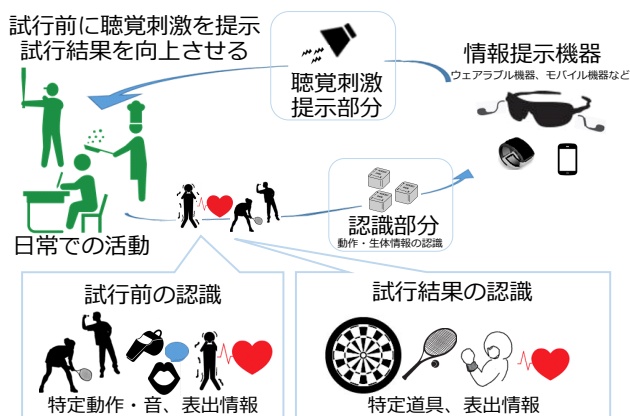 試行前に聴覚刺激を提示
試行結果を向上させる
聴覚刺激
提示部分
情報提示機器
ウェアラブル機器、モバイル機器など
認識部分
動作・生体情報の認識
日常での活動
試行前の認識
特定動作・音、表出情報
試行結果の認識
特定道具、表出情報